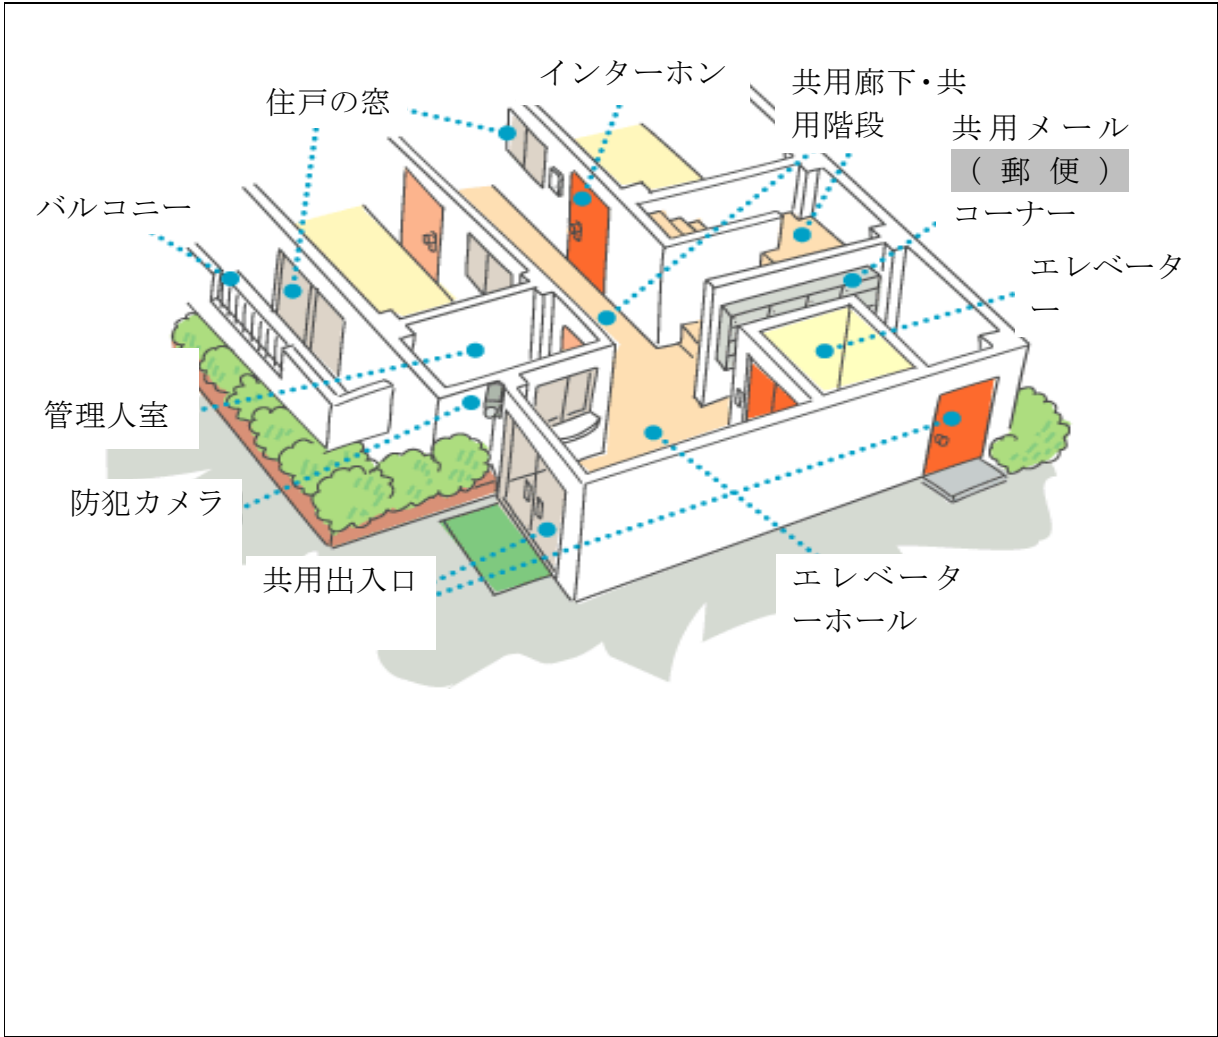 インターホン
住戸の窓
共用廊下・共
用階段
共用メール
（郵便）
コーナー
バルコニー
エレベータ
ー
管理人室
防犯カメラ
共用出入口
エレベータ
ーホール